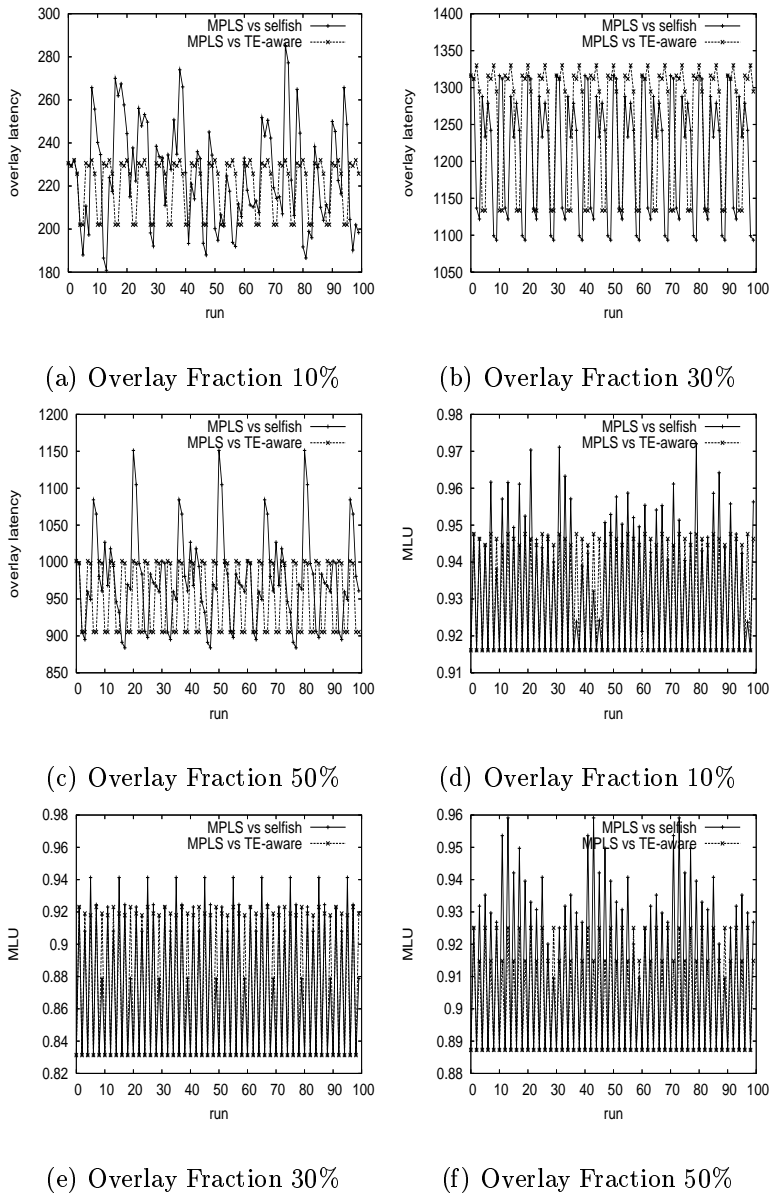 300
280
260
240
220
200
180
overlay latency
MPLS vs selfish
MPLS vs TE-aware
0 10 20 30 40 50 60 70 80 90 100
run
(a) Overlay Fraction 10%
1400
1350
1300
1250
1200
1150
1100
1050
overlay latency
MPLS vs selfish
MPLS vs TE-aware
0 10 20 30 40 50 60 70 80 90 100
run
(b) Overlay Fraction 30%
1200
1150
1100
1050
1000
950
900
850
overlay latency
MPLS vs selfish
MPLS vs TE-aware
0 10 20 30 40 50 60 70 80 90 100
run
(c) Overlay Fraction 50%
0.98
0.97
0.96
0.95
0.94
0.93
0.92
0.91
MLU
MPLS vs selfish
MPLS vs TE-aware
0 10 20 30 40 50 60 70 80 90 100
run
(d) Overlay Fraction 10%
0.98
0.96
0.94
0.92
0.9
0.88
0.86
0.84
0.82
MLU
MPLS vs selfish
MPLS vs TE-aware
0 10 20 30 40 50 60 70 80 90 100
run
(e) Overlay Fraction 30%
0.96
0.95
0.94
0.93
0.92
0.91
0.9
0.89
0.88
MLU
MPLS vs selfish
MPLS vs TE-aware
0 10 20 30 40 50 60 70 80 90 100
run
(f) Overlay Fraction 50%